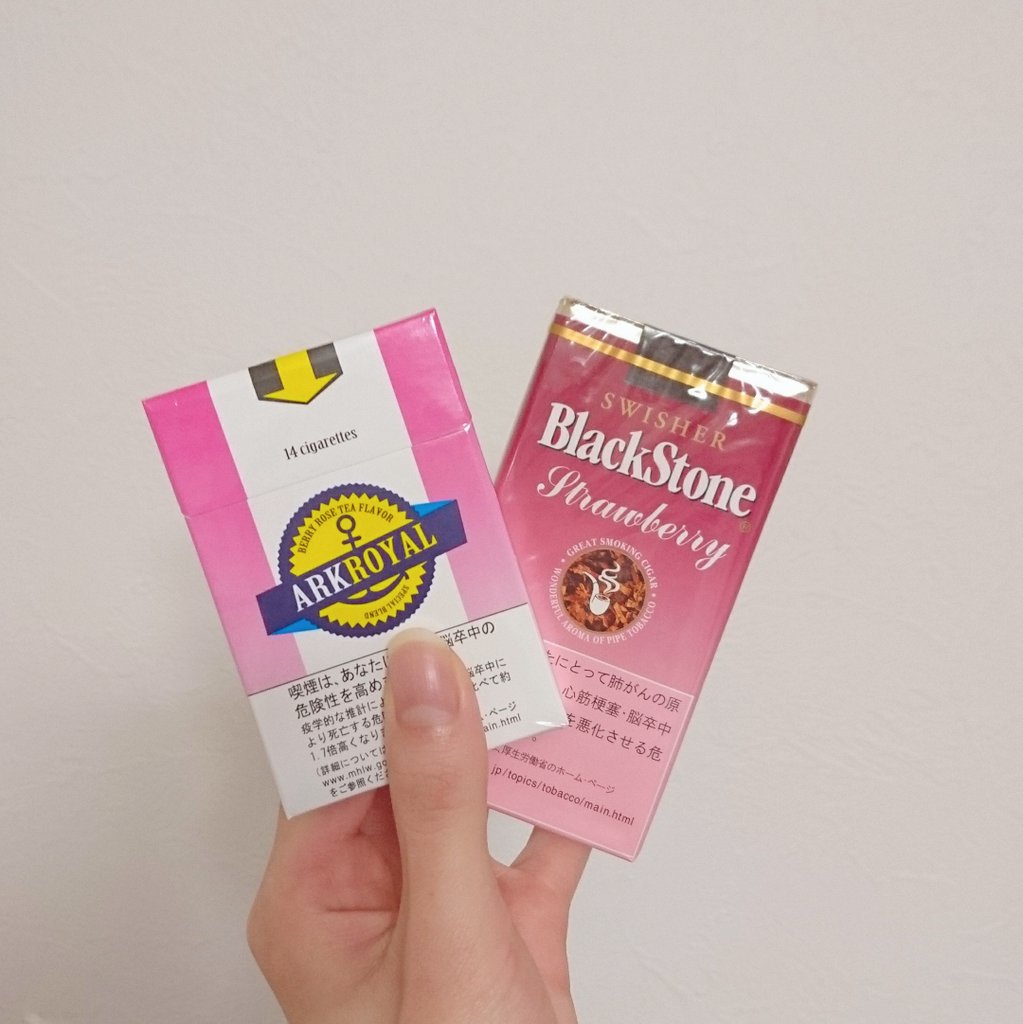 14 cigarettes
BERRY ROSE TEA FLAVOR
ARK ROYAL
SPECIAL BLEND
喫煙は、あなた 脳卒中の
危険性を高め
疫学的な推計に 脳卒中に
より死亡する危 比べて約
1.7倍高くなり
(詳細については ページ
www.mhlw.go ain.html
をご参照くだ
SWISHER
BlackStone
Strawberry
GREAT SMOKING CIGAR
WONDERFUL AROMA OF PIPE TOBACCO
にとって肺がんの原
心筋梗塞・脳卒中
を悪化させる危
厚生労働省のホーム・ページ
jp/topics/tobacco/main.html